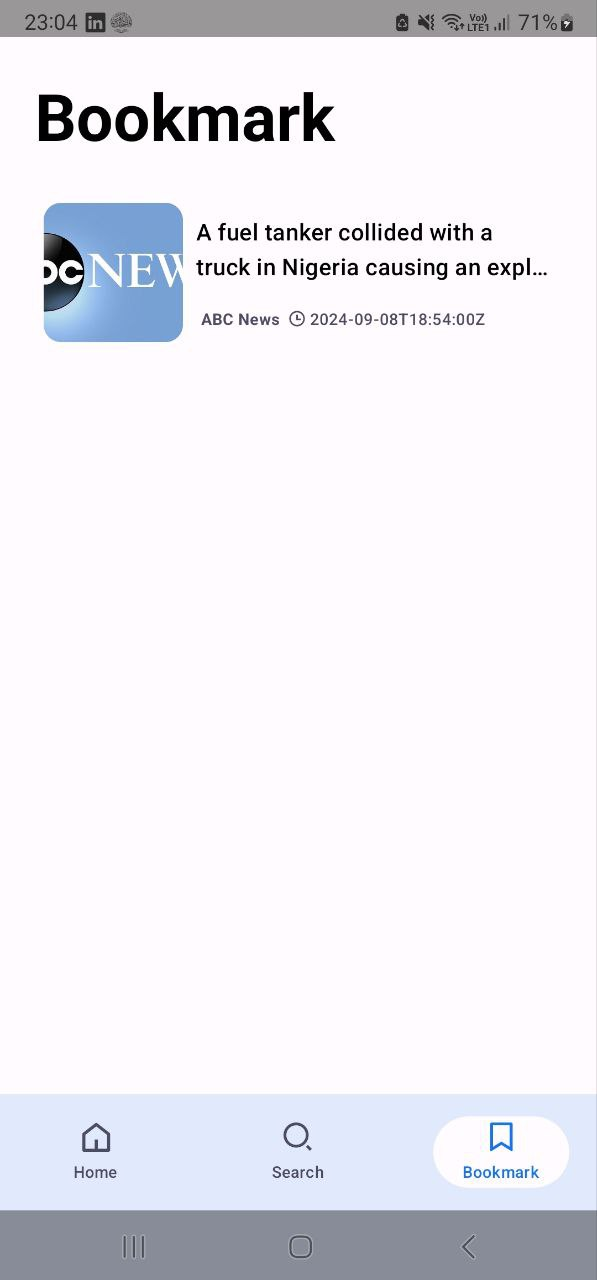 23:04
Vo))
LTE1
71%
Bookmark
bc NEW
A fuel tanker collided with a
truck in Nigeria causing an expl...
ABC News 2024-09-08T18:54:00Z
Home
Search
Bookmark